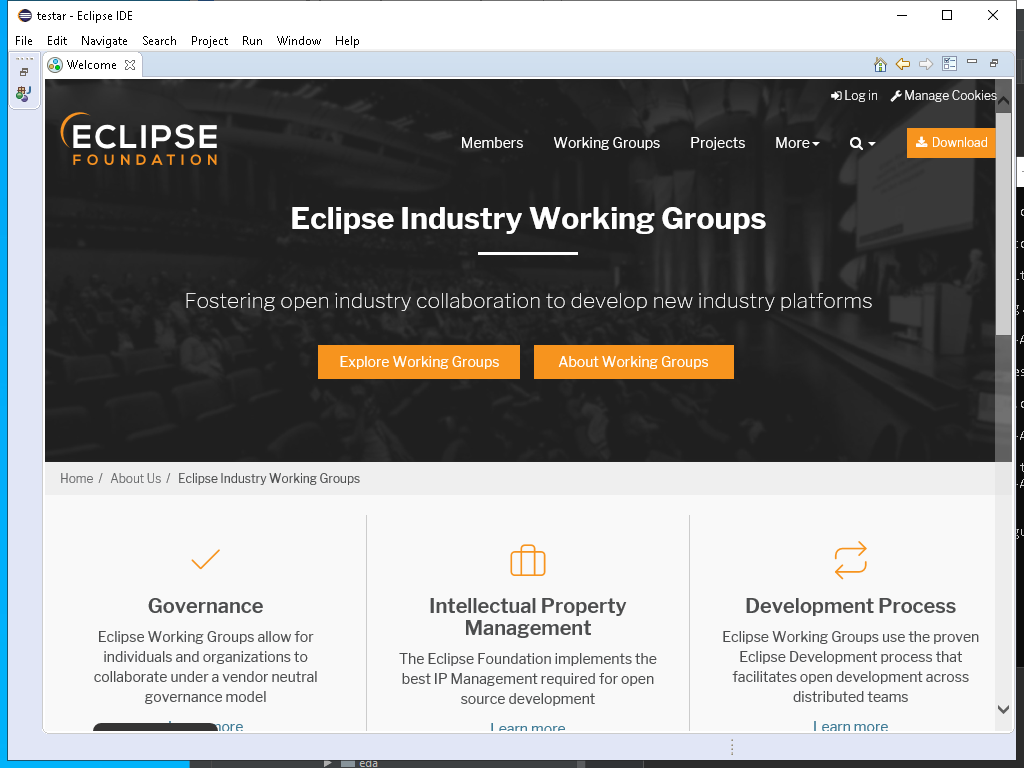 testar - Eclipse IDE
File Edit Navigate Search Project Run Window Help
Welcome
Log in Manage Cookies
ECLIPSE
FOUNDATION
Members Working Groups Projects More Download
Eclipse Industry Working Groups
Fostering open industry collaboration to develop new industry platforms
Explore Working Groups About Working Groups
Home / About Us / Eclipse Industry Working Groups
Governance
Eclipse Working Groups allow for
individuals and organizations to
collaborate under a vendor neutral
governance model
more
Intellectual Property
Management
The Eclipse Foundation implements the
best IP Management required for open
source development
Learn more
Development Process
Eclipse Working Groups use the proven
Eclipse Development process that
facilitates open development across
distributed teams
Learn more
eda